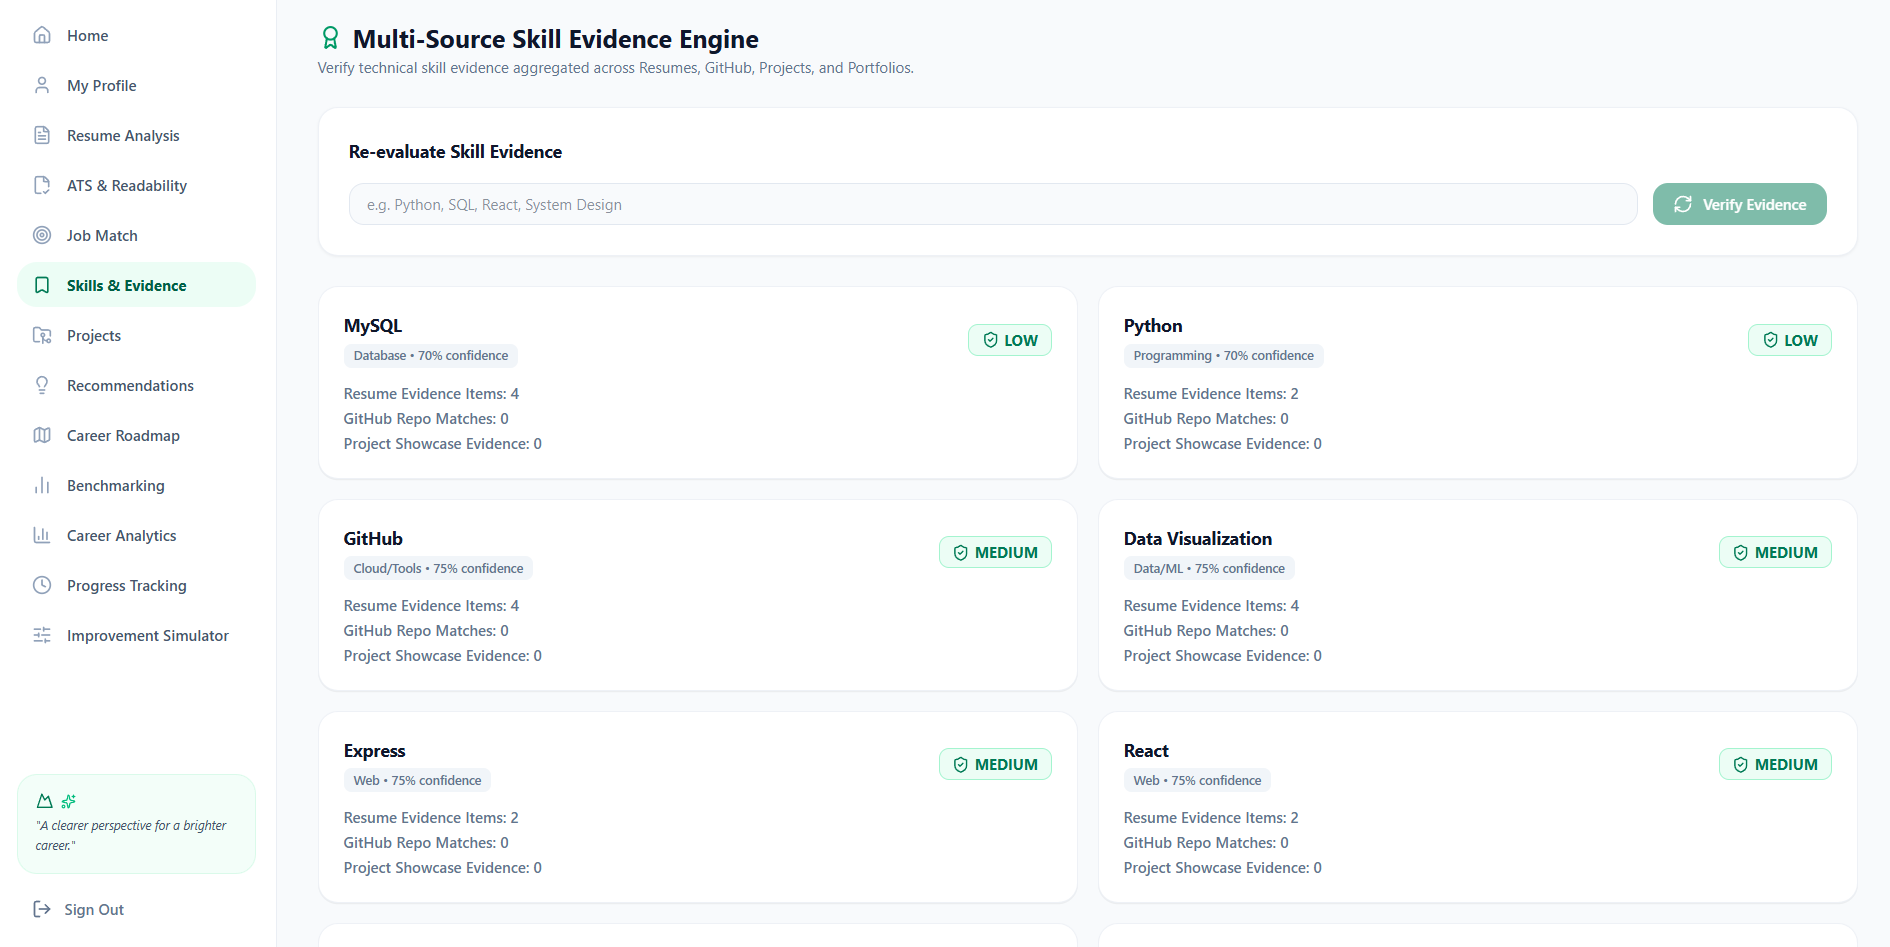 Home
My Profile
Resume Analysis
ATS & Readability
Job Match
Skills & Evidence
Projects
Recommendations
Career Roadmap
Benchmarking
Career Analytics
Progress Tracking
Improvement Simulator
"A clearer perspective for a brighter
career."
Sign Out
Multi-Source Skill Evidence Engine
Verify technical skill evidence aggregated across Resumes, GitHub, Projects, and Portfolios.
Re-evaluate Skill Evidence
e.g. Python, SQL, React, System Design
Verify Evidence
MySQL
LOW
Database • 70% confidence
Resume Evidence Items: 4
GitHub Repo Matches: 0
Project Showcase Evidence: 0
Python
LOW
Programming • 70% confidence
Resume Evidence Items: 2
GitHub Repo Matches: 0
Project Showcase Evidence: 0
GitHub
MEDIUM
Cloud/Tools • 75% confidence
Resume Evidence Items: 4
GitHub Repo Matches: 0
Project Showcase Evidence: 0
Data Visualization
MEDIUM
Data/ML • 75% confidence
Resume Evidence Items: 4
GitHub Repo Matches: 0
Project Showcase Evidence: 0
Express
MEDIUM
Web • 75% confidence
Resume Evidence Items: 2
GitHub Repo Matches: 0
Project Showcase Evidence: 0
React
MEDIUM
Web • 75% confidence
Resume Evidence Items: 2
GitHub Repo Matches: 0
Project Showcase Evidence: 0